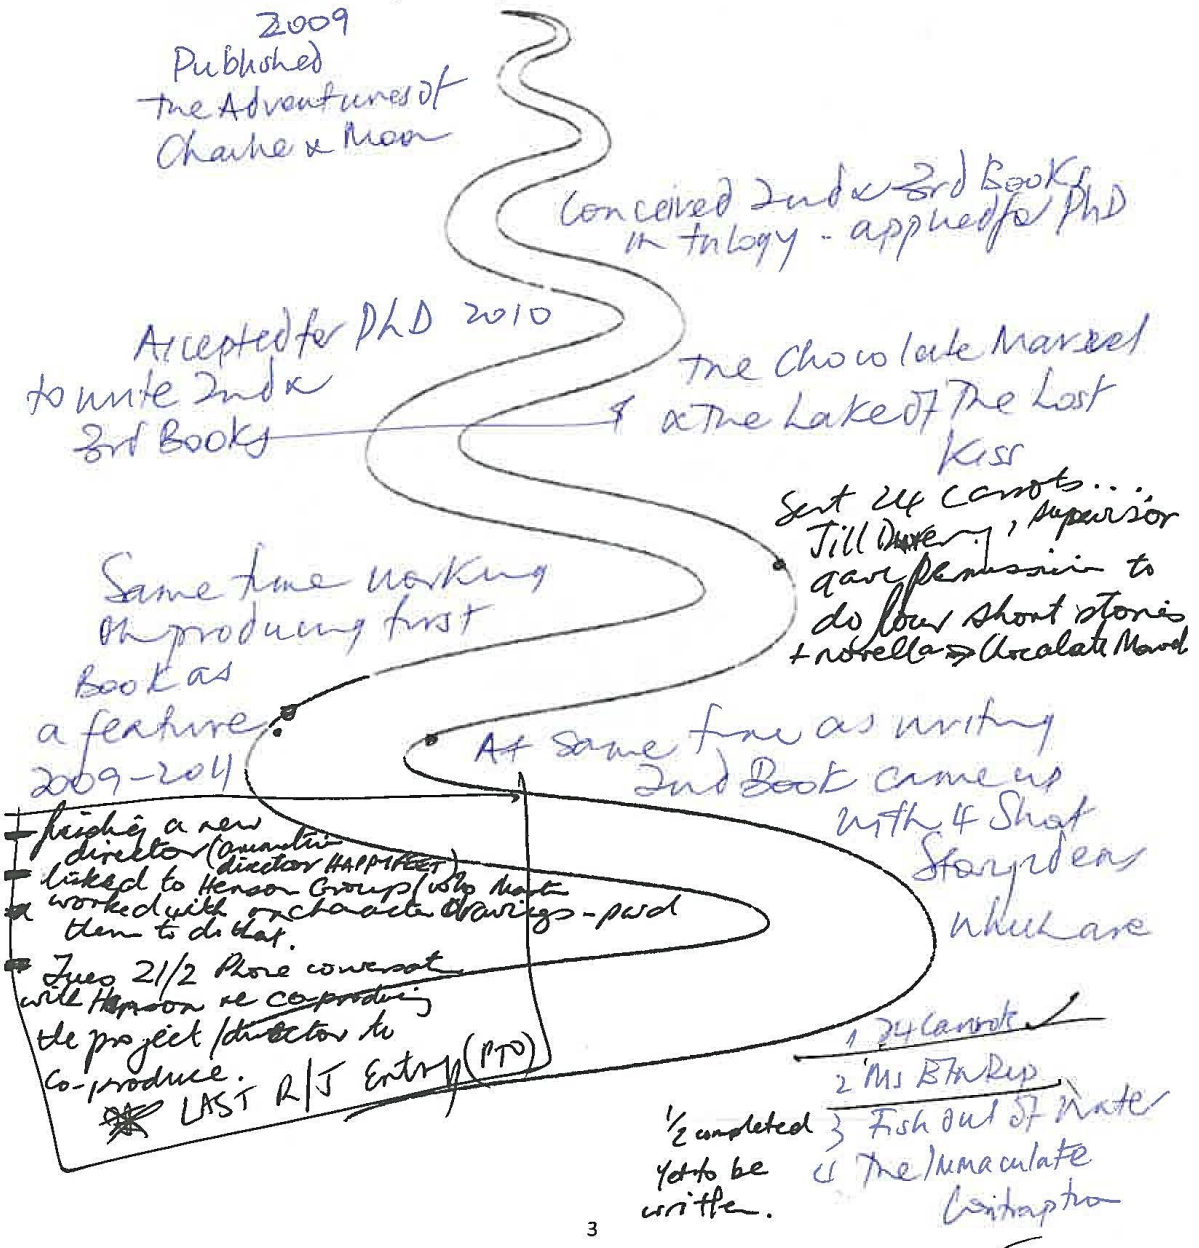 2009
Published
The Adventures of
Charlie & Moon
Conceived 2nd & 3rd Books
in trilogy - applied for PhD
Accepted for PhD 2010
to write 2nd &
3rd Books
The Chocolate Marvel
& The Lake of The Lost
Kiss
Sent 24 Carrots....
Jill , supervisor
gave permission to
do four short stories
+ novella => Chocolate Marvel
Same time working
on producing first
Book as
a feature
2009-2011
At same time as writing
2nd Book came up
with 4 Short
Story ideas
which are
- finding a new
director (animation
director HAPPY FEET)
- linked to Henson Group (who
worked with on character drawings - paid
them to do that.
- Tues 21/2 Phone conversat
with Henson re co-producing
the project / director to
co-produce.
LAST R/J Entry (PTO)
1 24 Carrots ✓
2 Ms
1/2 completed 3 Fish out of Water
Yet to be 4 The Immaculate
written. Contraption
3